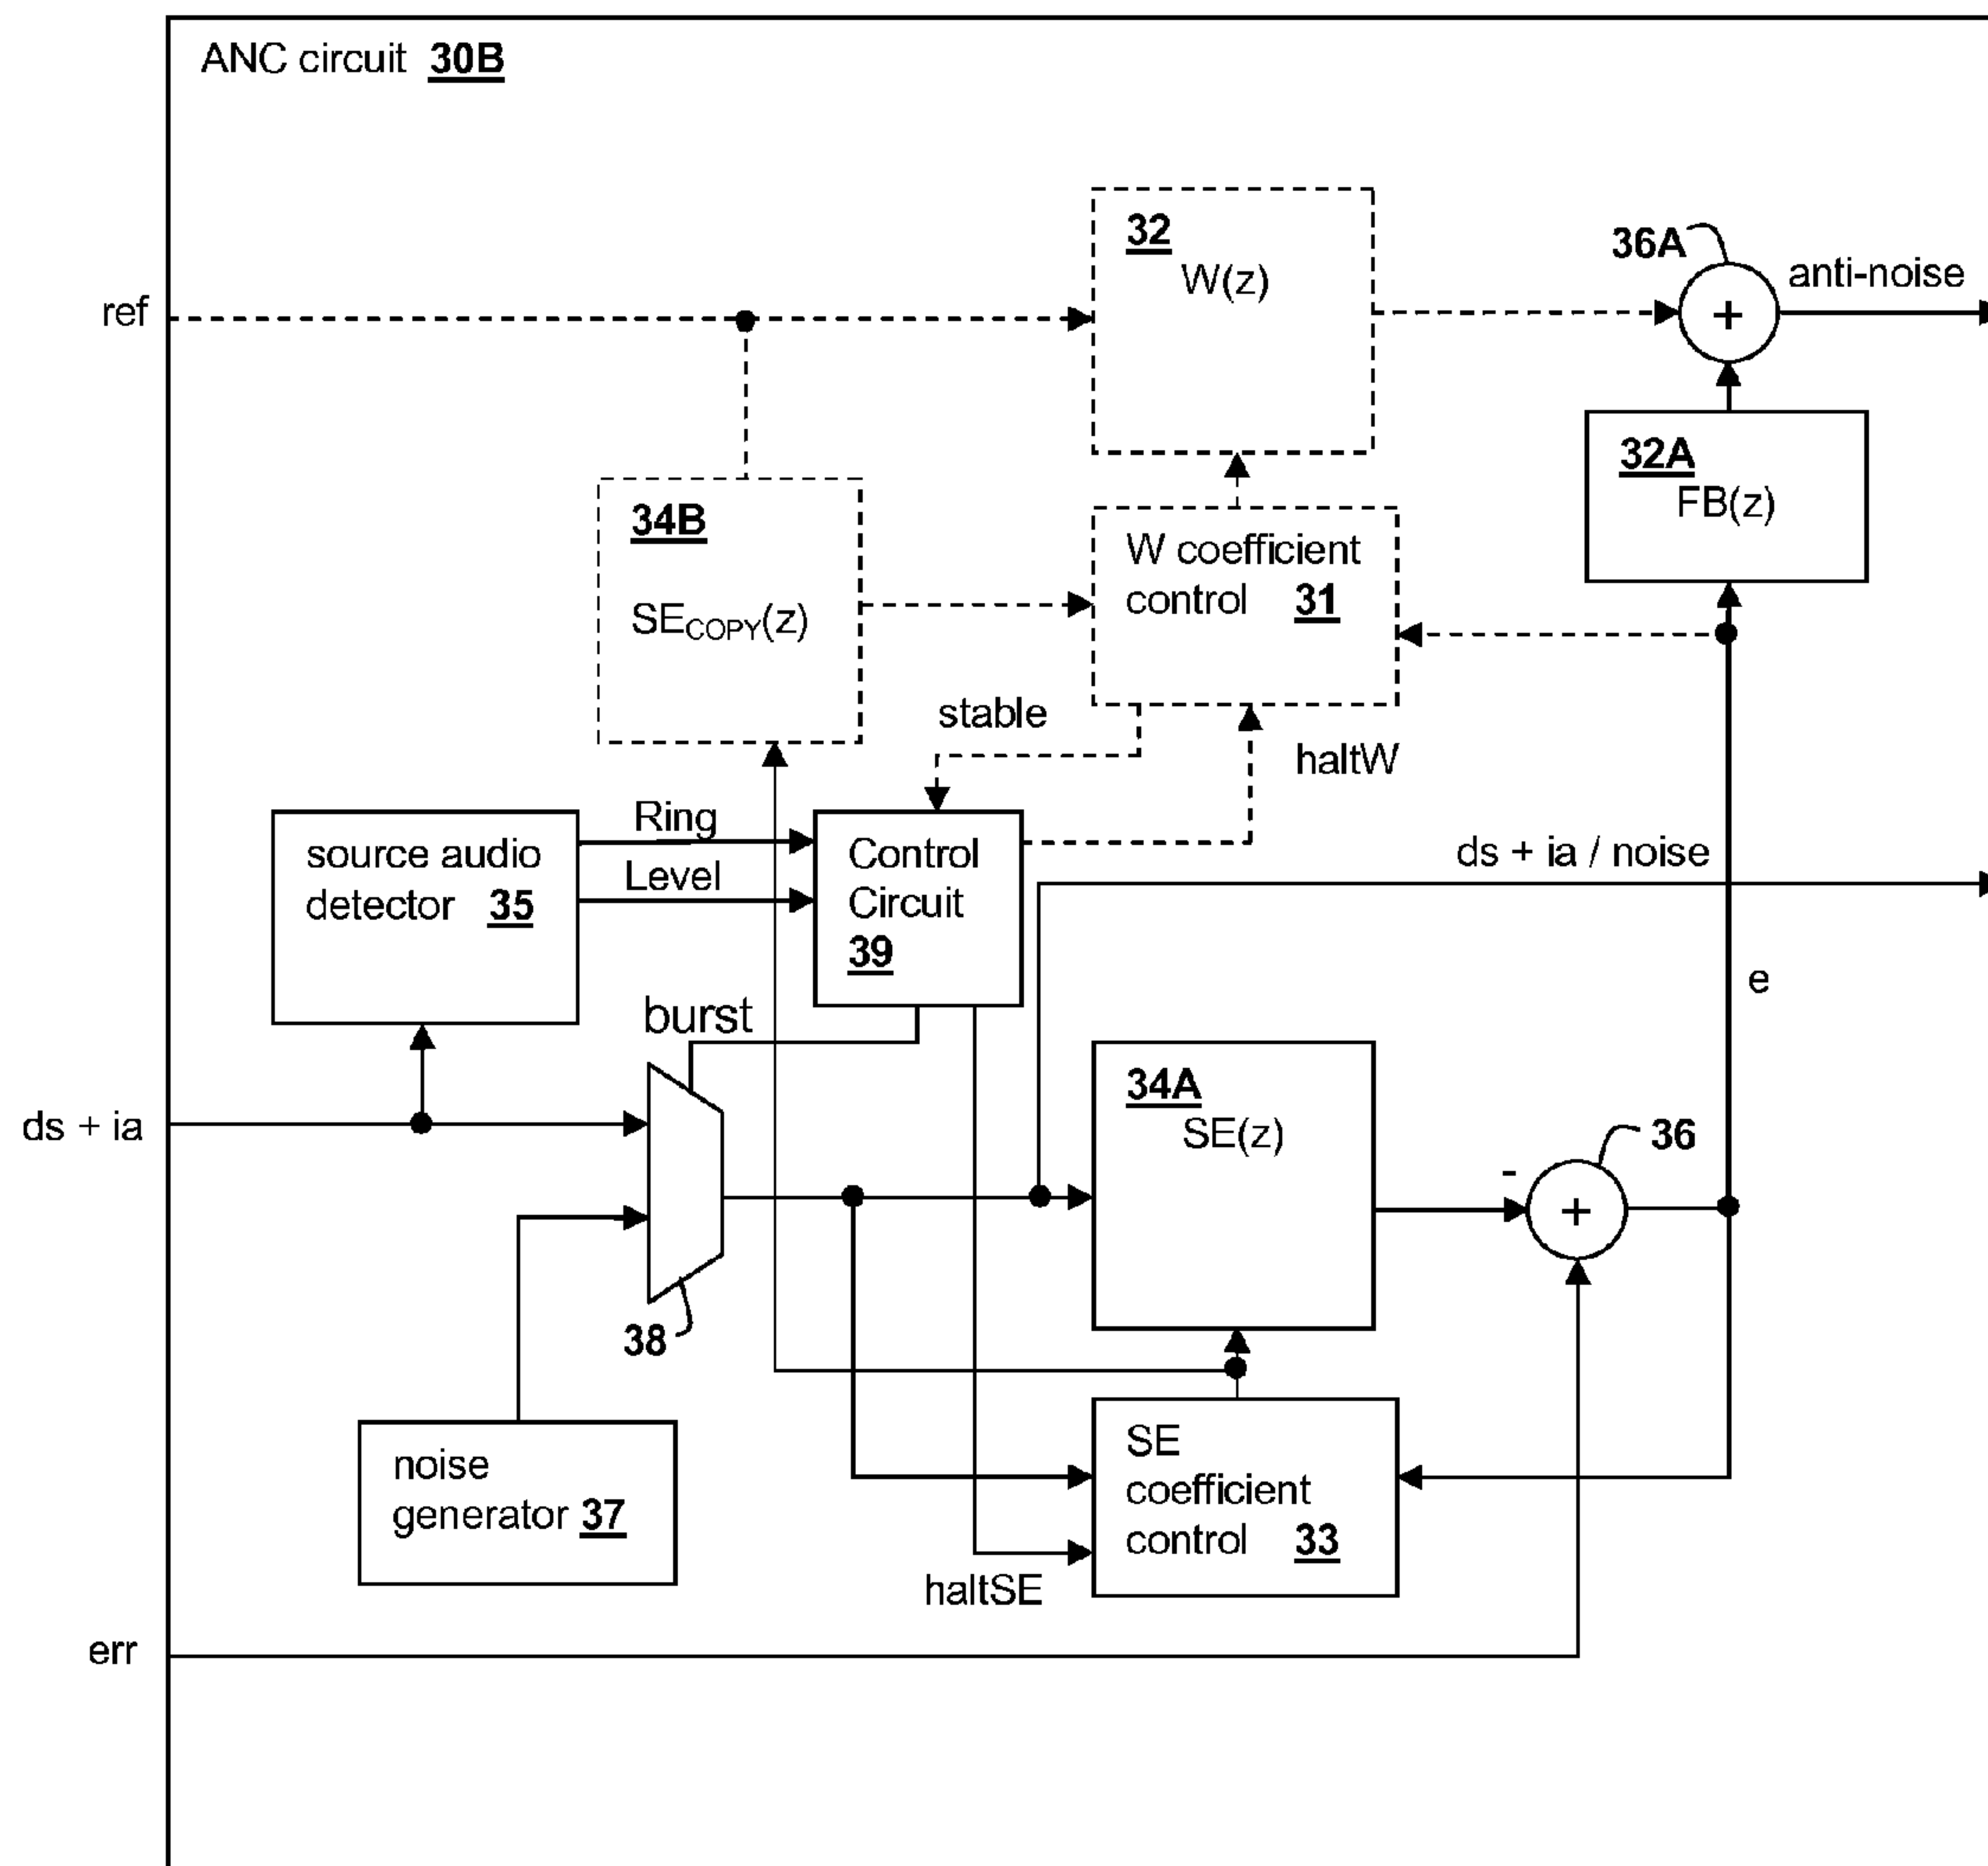 ANC circuit 30B
32
W(z)
36A
anti-noise
+
ref
32A
FB(z)
34B
SECOPY(z)
W coefficient
control 31
stable
haltW
source audio
detector 35
Ring
Level
Control
Circuit
39
ds + ia / noise
e
burst
ds + ia
34A
SE(z)
-
36
+
38
noise
generator 37
SE
coefficient
control 33
haltSE
err